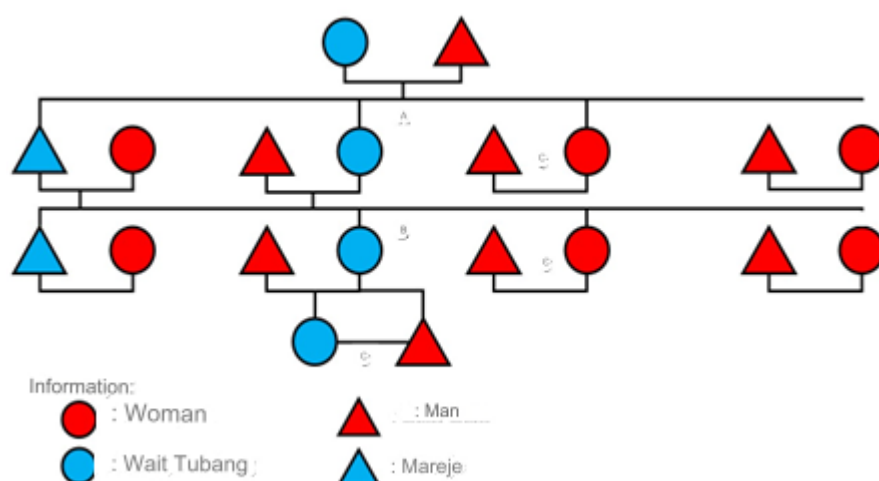 A
C
B
C
C
Information:
: Woman
: Man
: Wait Tubang
: Mareje